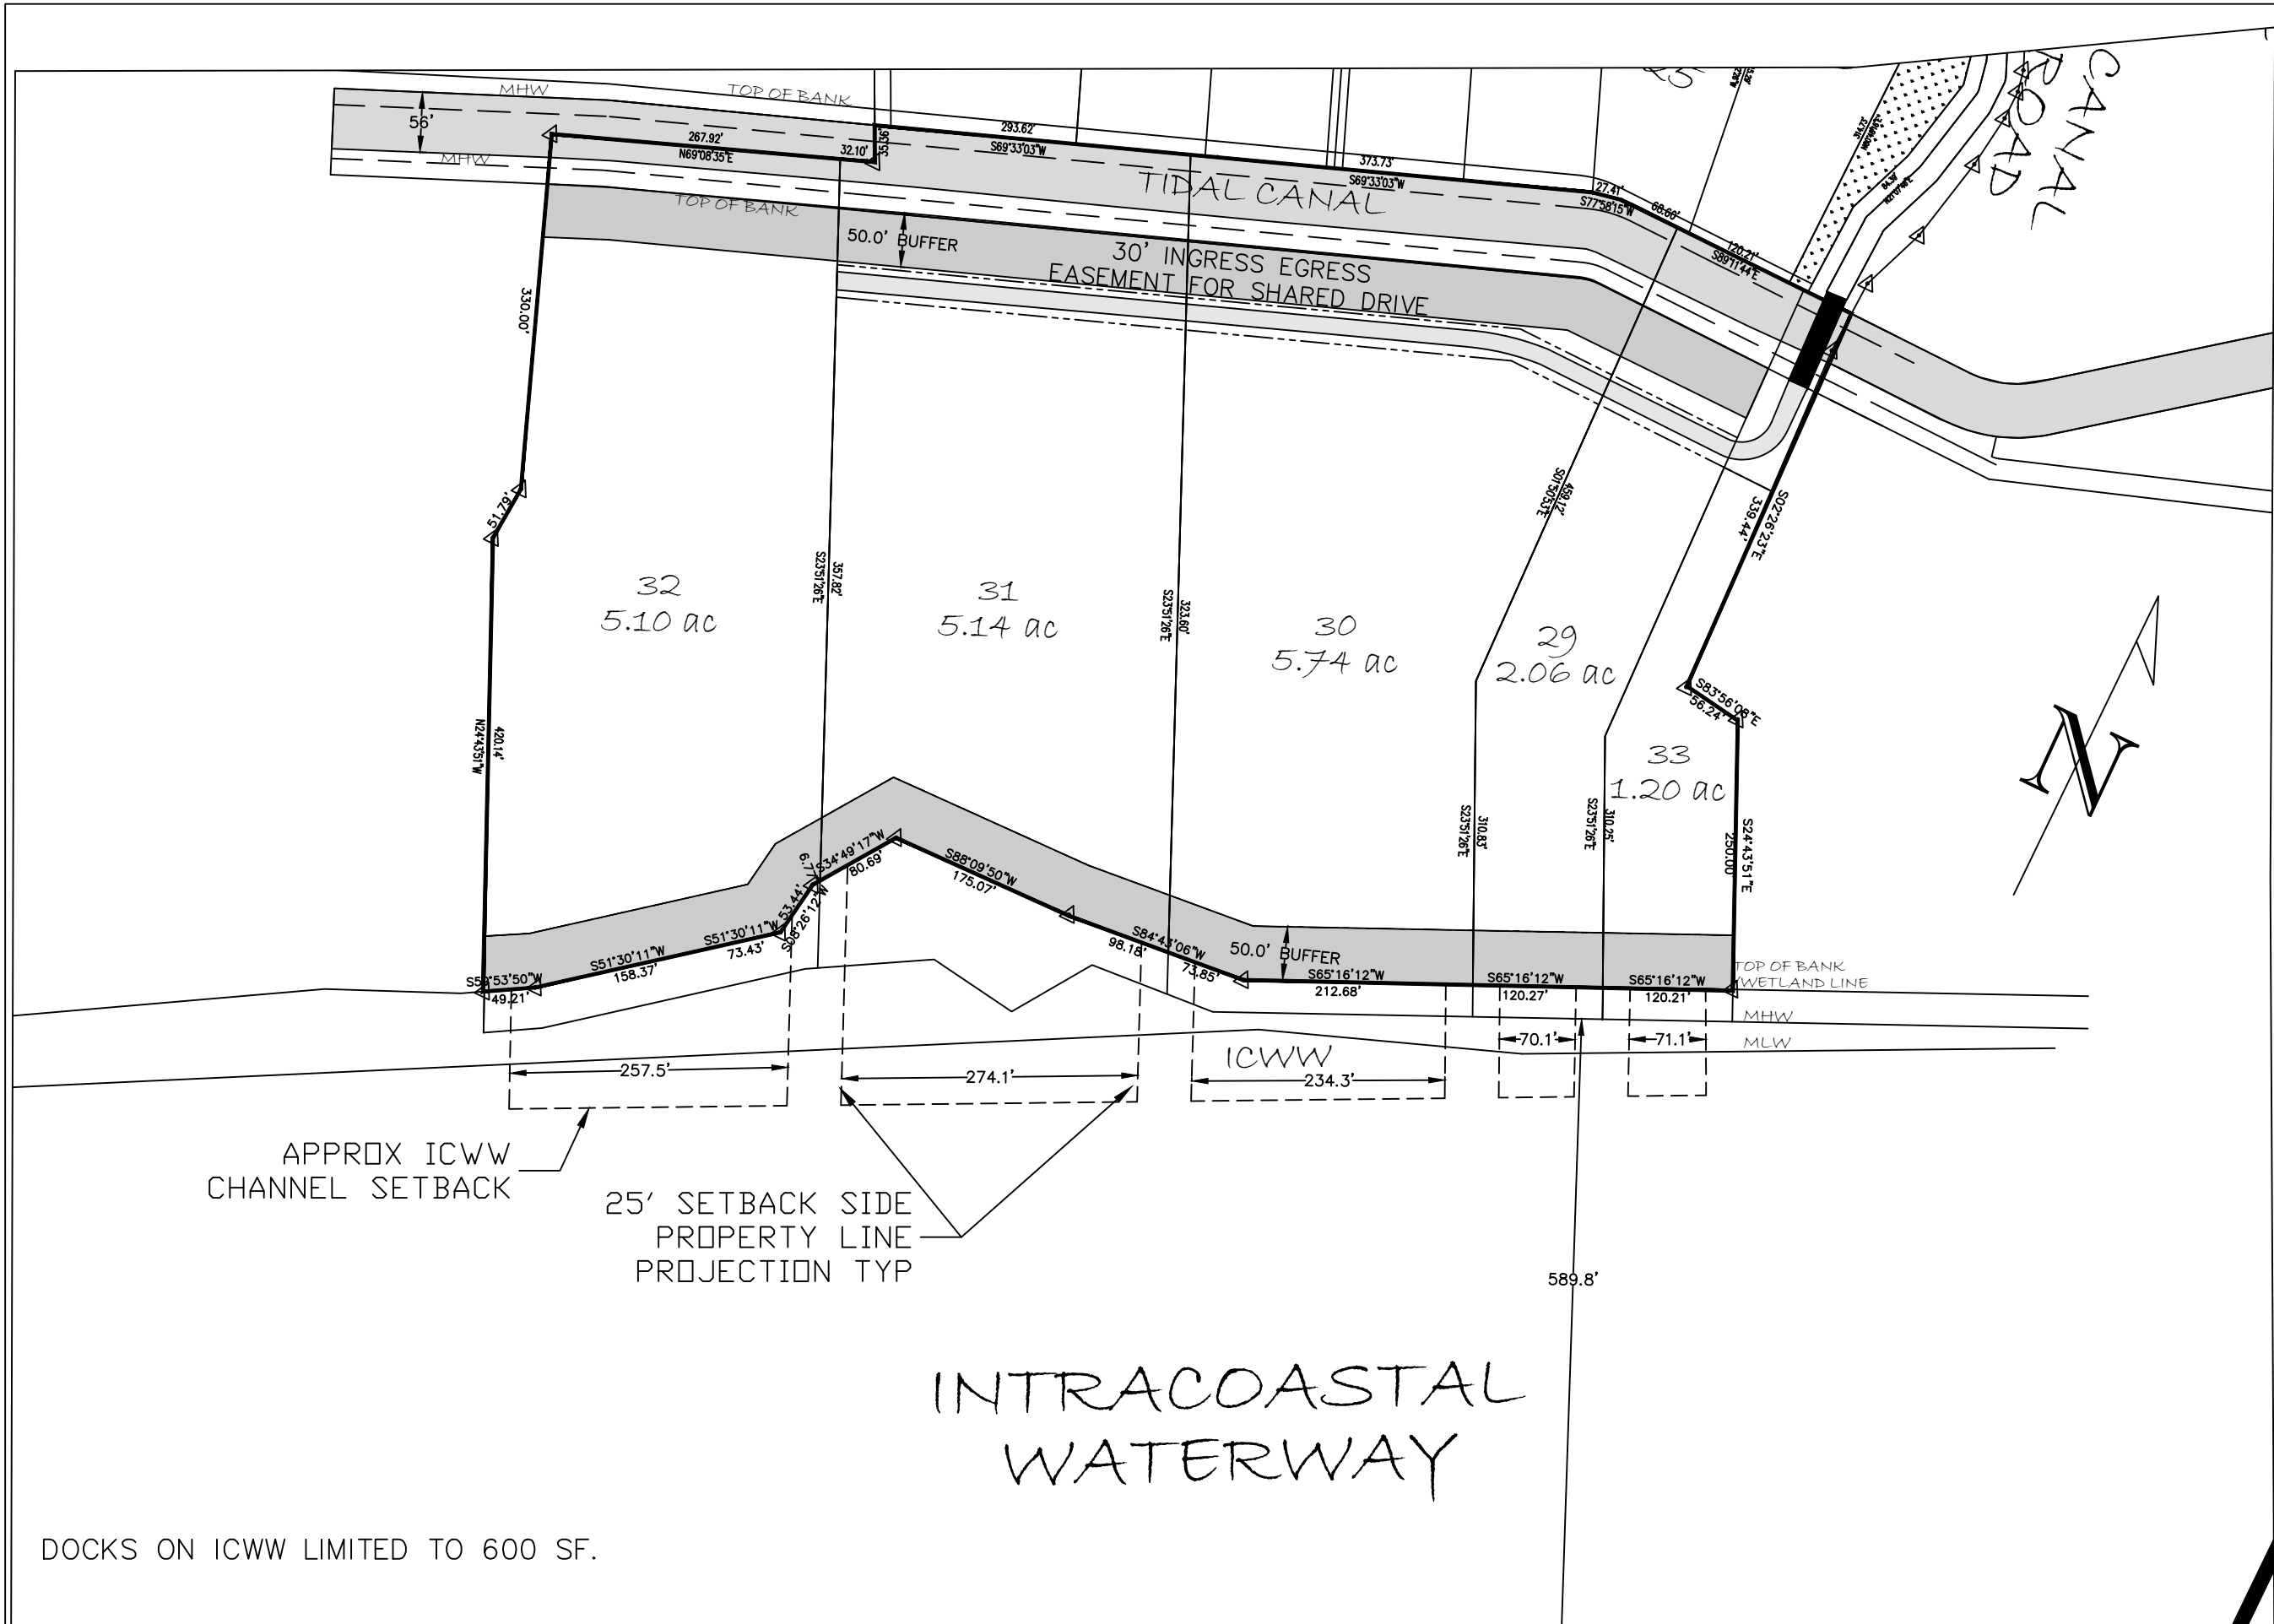 MHW
TOP OF BANK
56'
MHW
267.92'
N69°08'35"E
32.10'
35.36'
293.62'
S69°33'03"W
373.73'
S69°33'03"W
TIDAL CANAL
27.41'
S77°58'15"W
68.66'
120.21'
S89°11'44"E
CANAL
ROAD
TOP OF BANK
50.0' BUFFER
30' INGRESS EGRESS
EASEMENT FOR SHARED DRIVE
330.00'
51.79'
S01°50'53"E
459.12'
S02°26'23"E
339.44'
S23°51'26"E
357.82'
S23°51'26"E
323.60'
32
5.10 ac
31
5.14 ac
30
5.74 ac
29
2.06 ac
S83°56'08"E
56.24'
33
1.20 ac
N
N24°43'51"W
420.14'
S23°51'26"E
310.83'
S23°51'26"E
310.25'
S24°43'51"E
250.00'
6.77'
S34°49'17"W
80.69'
S88°09'50"W
175.07'
53.44'
S08°26'12"W
S51°30'11"W
73.43'
S51°30'11"W
158.37'
49.21'
S84°43'06"W
98.18'
73.85'
50.0' BUFFER
S65°16'12"W
212.68'
S65°16'12"W
120.27'
S65°16'12"W
120.21'
TOP OF BANK
/WETLAND LINE
MHW
MLW
ICWW
257.5'
274.1'
234.3'
70.1'
71.1'
APPROX ICWW
CHANNEL SETBACK
25' SETBACK SIDE
PROPERTY LINE
PROJECTION TYP
589.8'
INTRACOASTAL
WATERWAY
DOCKS ON ICWW LIMITED TO 600 SF.